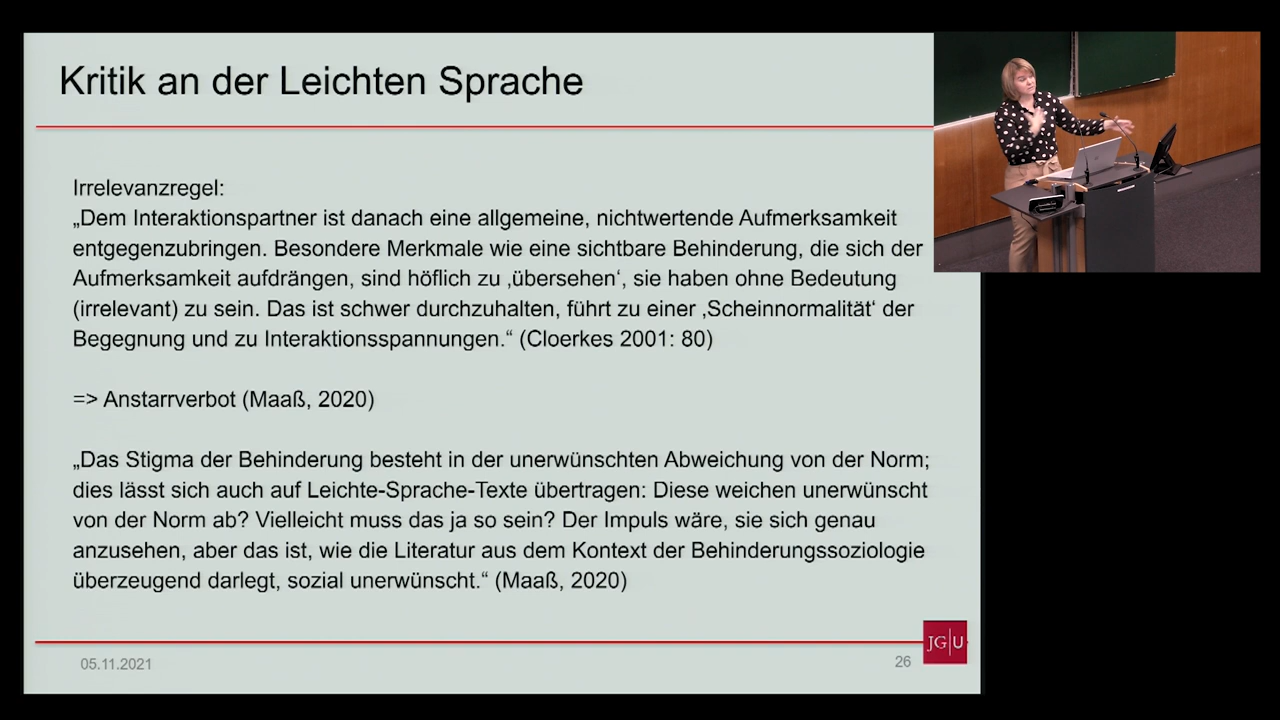 Kritik an der Leichten Sprache
Irrelevanzregel:
„Dem Interaktionspartner ist danach eine allgemeine, nichtwertende Aufmerksamkeit
entgegenzubringen. Besondere Merkmale wie eine sichtbare Behinderung, die sich der
Aufmerksamkeit aufdrängen, sind höflich zu ‚übersehen‘, sie haben ohne Bedeutung
(irrelevant) zu sein. Das ist schwer durchzuhalten, führt zu einer ‚Scheinnormalität‘ der
Begegnung und zu Interaktionsspannungen.“ (Cloerkes 2001: 80)
=> Anstarrverbot (Maaß, 2020)
„Das Stigma der Behinderung besteht in der unerwünschten Abweichung von der Norm;
dies lässt sich auch auf Leichte-Sprache-Texte übertragen: Diese weichen unerwünscht
von der Norm ab? Vielleicht muss das ja so sein? Der Impuls wäre, sie sich genau
anzusehen, aber das ist, wie die Literatur aus dem Kontext der Behinderungssoziologie
überzeugend darlegt, sozial unerwünscht.“ (Maaß, 2020)
05.11.2021
26
JG|U